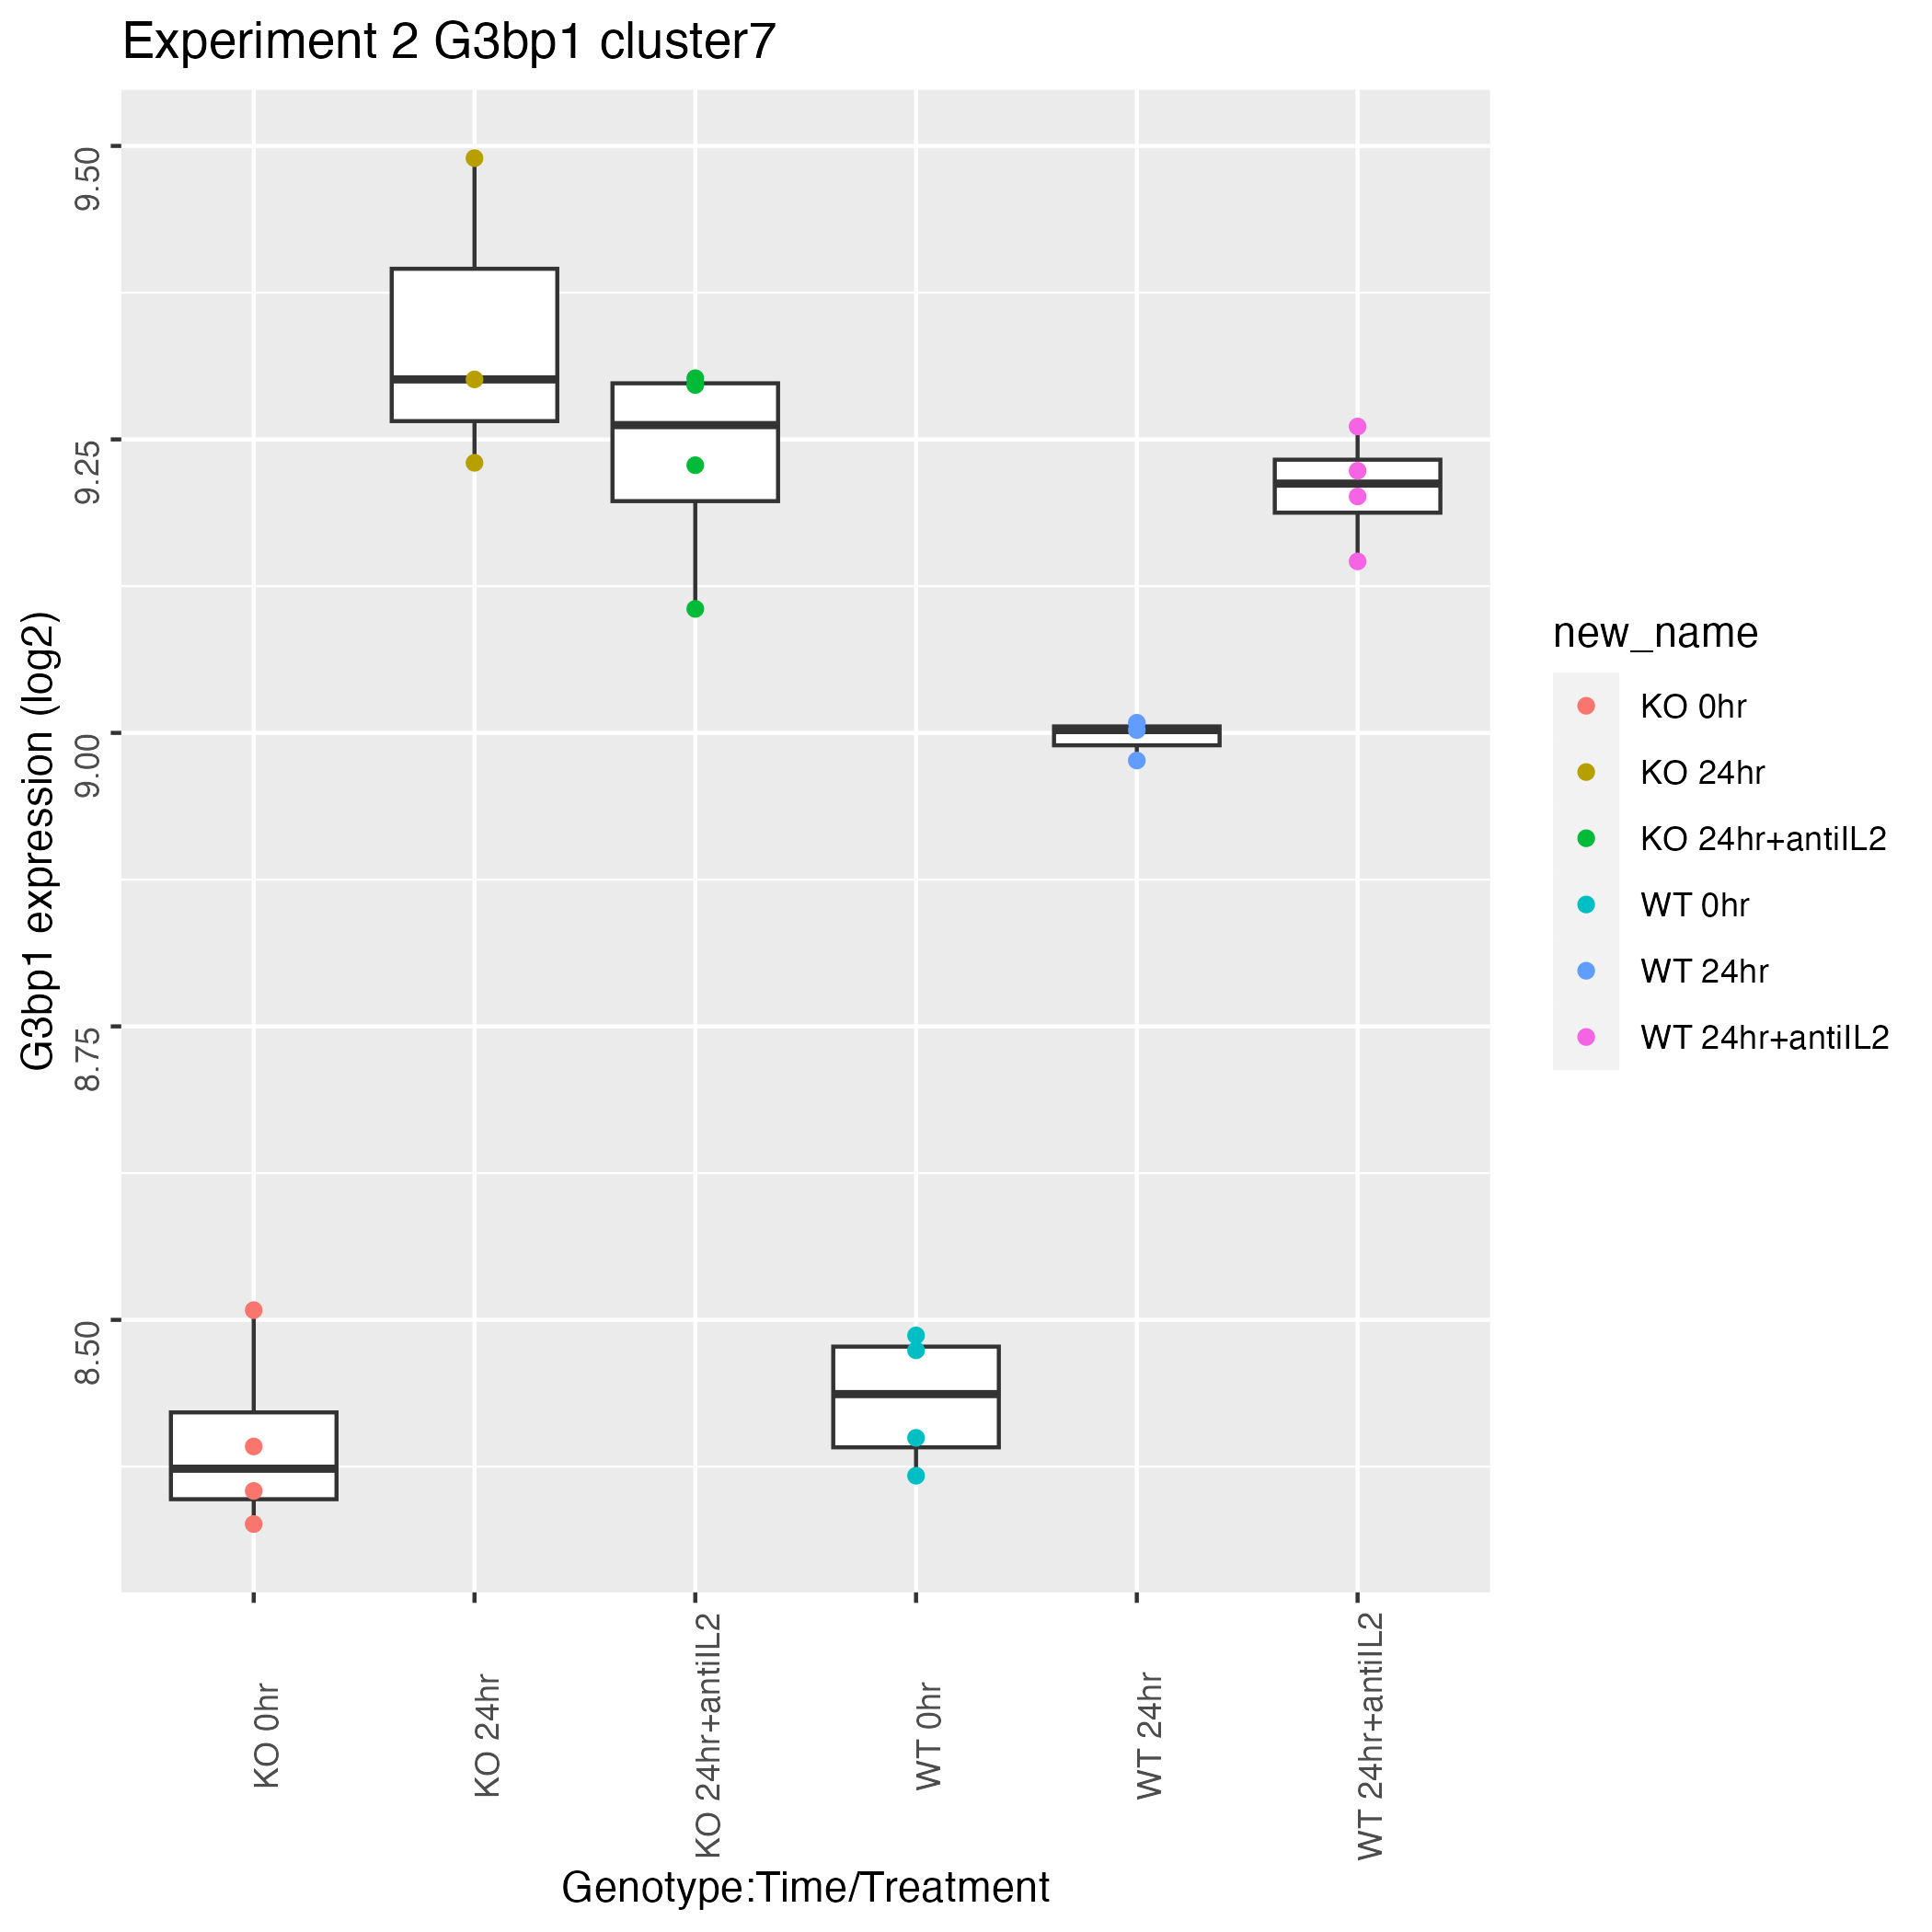 Experiment 2 G3bp1 cluster7
G3bp1 expression (log2)
9.50
9.25
9.00
8.75
8.50
KO 0hr
KO 24hr
KO 24hr+antiIL2
WT 0hr
WT 24hr
WT 24hr+antiIL2
Genotype:Time/Treatment
new_name
KO 0hr
KO 24hr
KO 24hr+antiIL2
WT 0hr
WT 24hr
WT 24hr+antiIL2